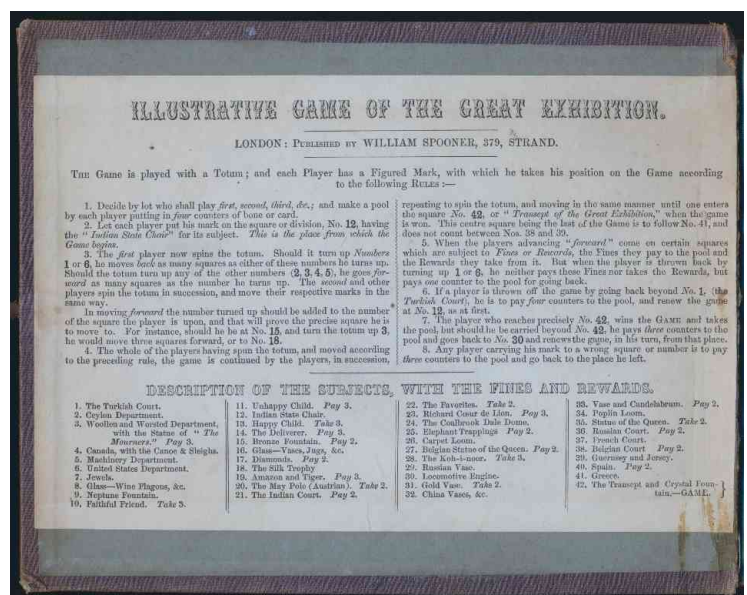 ILLUSTRATIVE GAME OF THE GREAT EXHIBITION.
LONDON: PUBLISHED BY WILLIAM SPOONER, 379, STRAND.
THE Game is played with a Totum; and each Player has a Figured Mark, with which he takes his position on the Game according
to the following RULES:—
1. Decide by lot who shall play first, second, third, &c.; and make a pool
by each player putting in four counters of bone or card.
2. Let each player put his mark on the square or division, No. 12, having
the "Indian State Chair" for its subject. This is the place from which the
Game begins.
3. The first player now spins the totum. Should it turn up Numbers
1 or 6, he moves back as many squares as either of these numbers he turns up.
Should the totum turn up any of the other numbers (2, 3, 4, 5), he goes for-
ward as many squares as the number he turns up. The second and other
players spin the totum in succession, and move their respective marks in the
same way.
In moving forward the number turned up should be added to the number
of the square the player is upon, and that will prove the precise square he is
to move to. For instance, should he be at No. 15, and turn the totum up 3,
he would move three squares forward, or to No. 18.
4. The whole of the players having spun the totum, and moved according
to the preceding rule, the game is continued by the players, in succession,
repeating to spin the totum, and moving in the same manner until one enters
the square No. 42, or "Transept of the Great Exhibition," when the game
is won. This centre square being the last of the Game is to follow No. 41, and
does not count between Nos. 38 and 39.
5. When the players advancing "forward" come on certain squares
which are subject to Fines or Rewards, the Fines they pay to the pool and
the Rewards they take from it. But when the player is thrown back by
turning up 1 or 6, he neither pays those Fines nor takes the Rewards, but
pays one counter to the pool for going back.
6. If a player is thrown off the game by going back beyond No. 1, (the
Turkish Court), he is to pay four counters to the pool, and renew the game
at No. 12, as at first.
7. The player who reaches precisely No. 42, wins the GAME and takes
the pool, but should he be carried beyond No. 42, he pays three counters to the
pool and goes back to No. 30 and renews the game, in his turn, from that place.
8. Any player carrying his mark to a wrong square or number is to pay
three counters to the pool and go back to the place he left.
DESCRIPTION OF THE SUBJECTS, WITH THE FINES AND REWARDS.
1. The Turkish Court.
2. Ceylon Department.
3. Woollen and Worsted Department,
with the Statue of "The
Mourners." Pay 3.
4. Canada, with the Canoe & Sleighs.
5. Machinery Department.
6. United States Department.
7. Jewels.
8. Glass—Wine Flagons, &c.
9. Neptune Fountain.
10. Faithful Friend. Take 3.
11. Unhappy Child. Pay 3.
12. Indian State Chair.
13. Happy Child. Take 3.
14. The Deliverer. Pay 3.
15. Bronze Fountain. Pay 2.
16. Glass—Vases, Jugs, &c.
17. Diamonds. Pay 2.
18. The Silk Trophy
19. Amazon and Tiger. Pay 3.
20. The May Pole (Austrian). Take 2.
21. The Indian Court. Pay 2.
22. The Favorites. Take 2.
23. Richard Cœur de Lion. Pay 3.
24. The Coalbrook Dale Dome.
25. Elephant Trappings Pay 2.
26. Carpet Loom.
27. Belgian Statue of the Queen. Pay 2.
28. The Koh-i-noor. Take 3.
29. Russian Vase.
30. Locomotive Engine.
31. Gold Vase. Take 2.
32. China Vases, &c.
33. Vase and Candelabrum. Pay 2.
34. Poplin Loom.
35. Statue of the Queen. Take 2.
36. Russian Court. Pay 2.
37. French Court.
38. Belgian Court Pay 2.
39. Guernsey and Jersey.
40. Spain. Pay 2.
41. Greece.
42. The Transept and Crystal Foun-
tain.—GAME. }